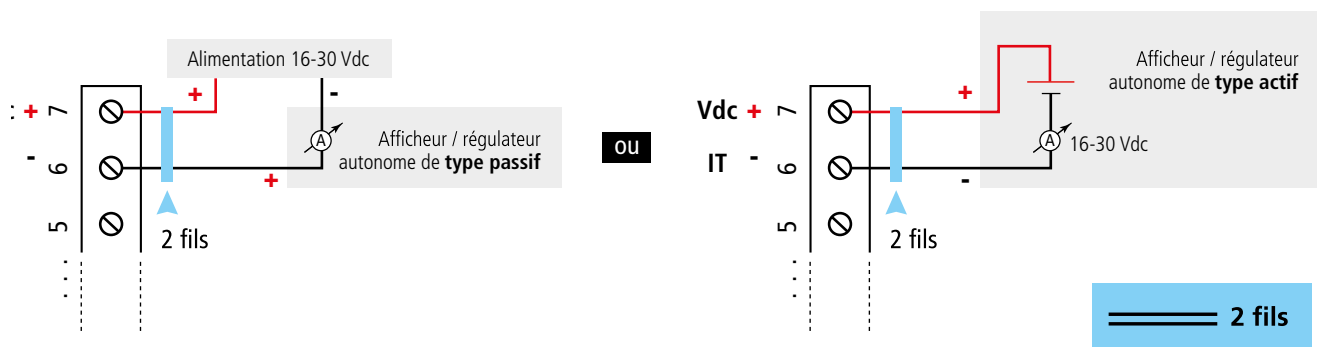 Alimentation 16-30 Vdc
+ -
: + 7
Afficheur / régulateur
autonome de type passif
A
- 6
+
5
2 fils
ou
Afficheur / régulateur
autonome de type actif
+
Vdc + 7
A 16-30 Vdc
IT - 6
-
5
2 fils
2 fils